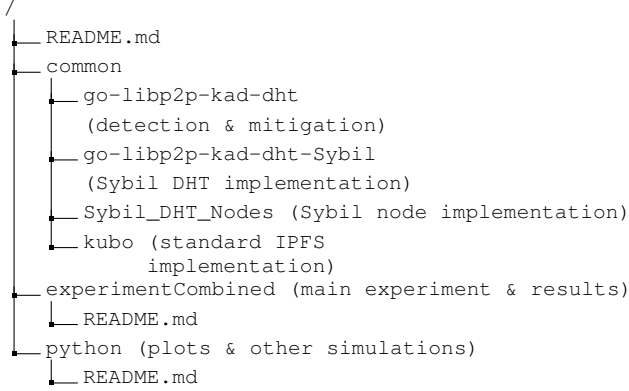 /
README.md
common
go-libp2p-kad-dht
(detection & mitigation)
go-libp2p-kad-dht-Sybil
(Sybil DHT implementation)
Sybil_DHT_Nodes (Sybil node implementation)
kubo (standard IPFS
implementation)
experimentCombined (main experiment & results)
README.md
python (plots & other simulations)
README.md